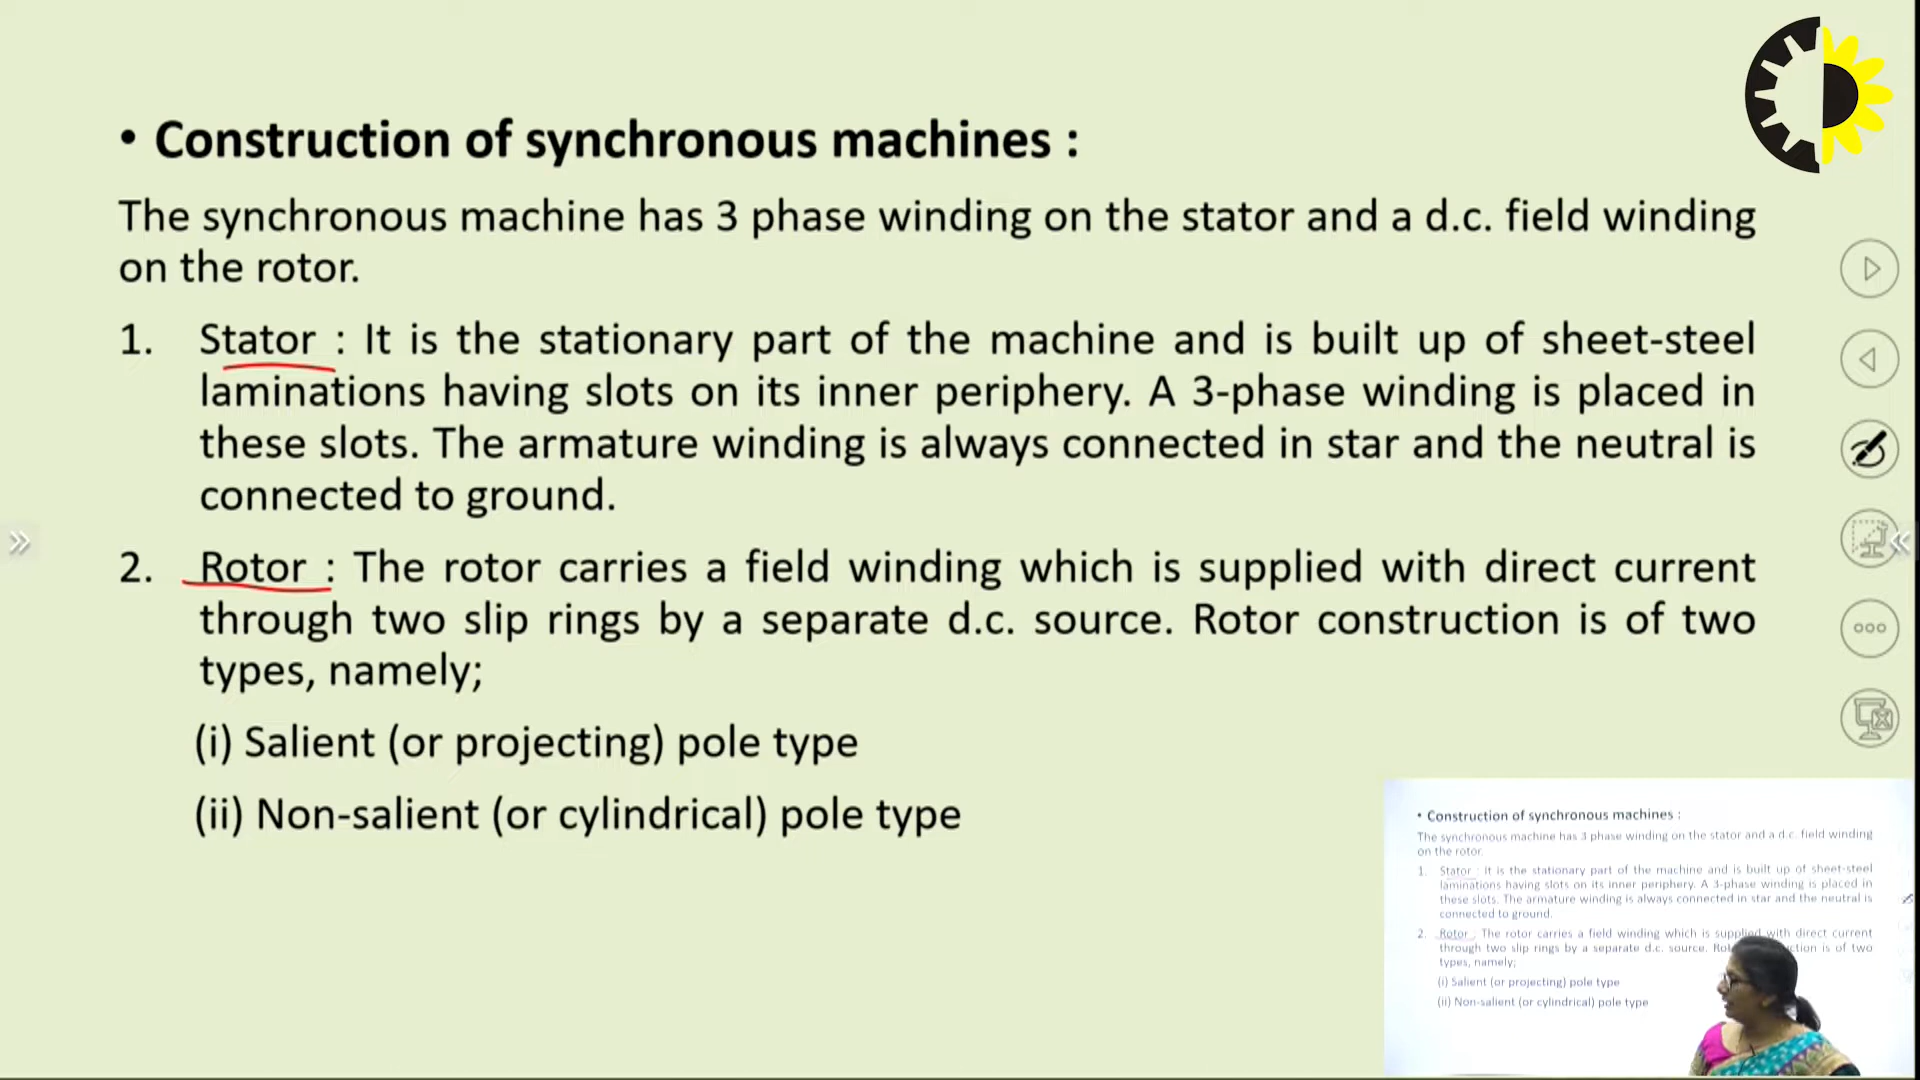 • Construction of synchronous machines :
The synchronous machine has 3 phase winding on the stator and a d.c. field winding
on the rotor.
1. Stator : It is the stationary part of the machine and is built up of sheet-steel
laminations having slots on its inner periphery. A 3-phase winding is placed in
these slots. The armature winding is always connected in star and the neutral is
connected to ground.
2. Rotor : The rotor carries a field winding which is supplied with direct current
through two slip rings by a separate d.c. source. Rotor construction is of two
types, namely;
(i) Salient (or projecting) pole type
(ii) Non-salient (or cylindrical) pole type
• Construction of synchronous machines :
The synchronous machine has 3 phase winding on the stator and a d.c. field winding
on the rotor.
1. Stator : It is the stationary part of the machine and is built up of sheet-steel
laminations having slots on its inner periphery. A 3-phase winding is placed in
these slots. The armature winding is always connected in star and the neutral is
connected to ground.
2. Rotor : The rotor carries a field winding which is supplied with direct current
through two slip rings by a separate d.c. source. is of two
types, namely;
(i) Salient (or projecting) pole type
(ii) Non-salient (or cylindrical) pole type